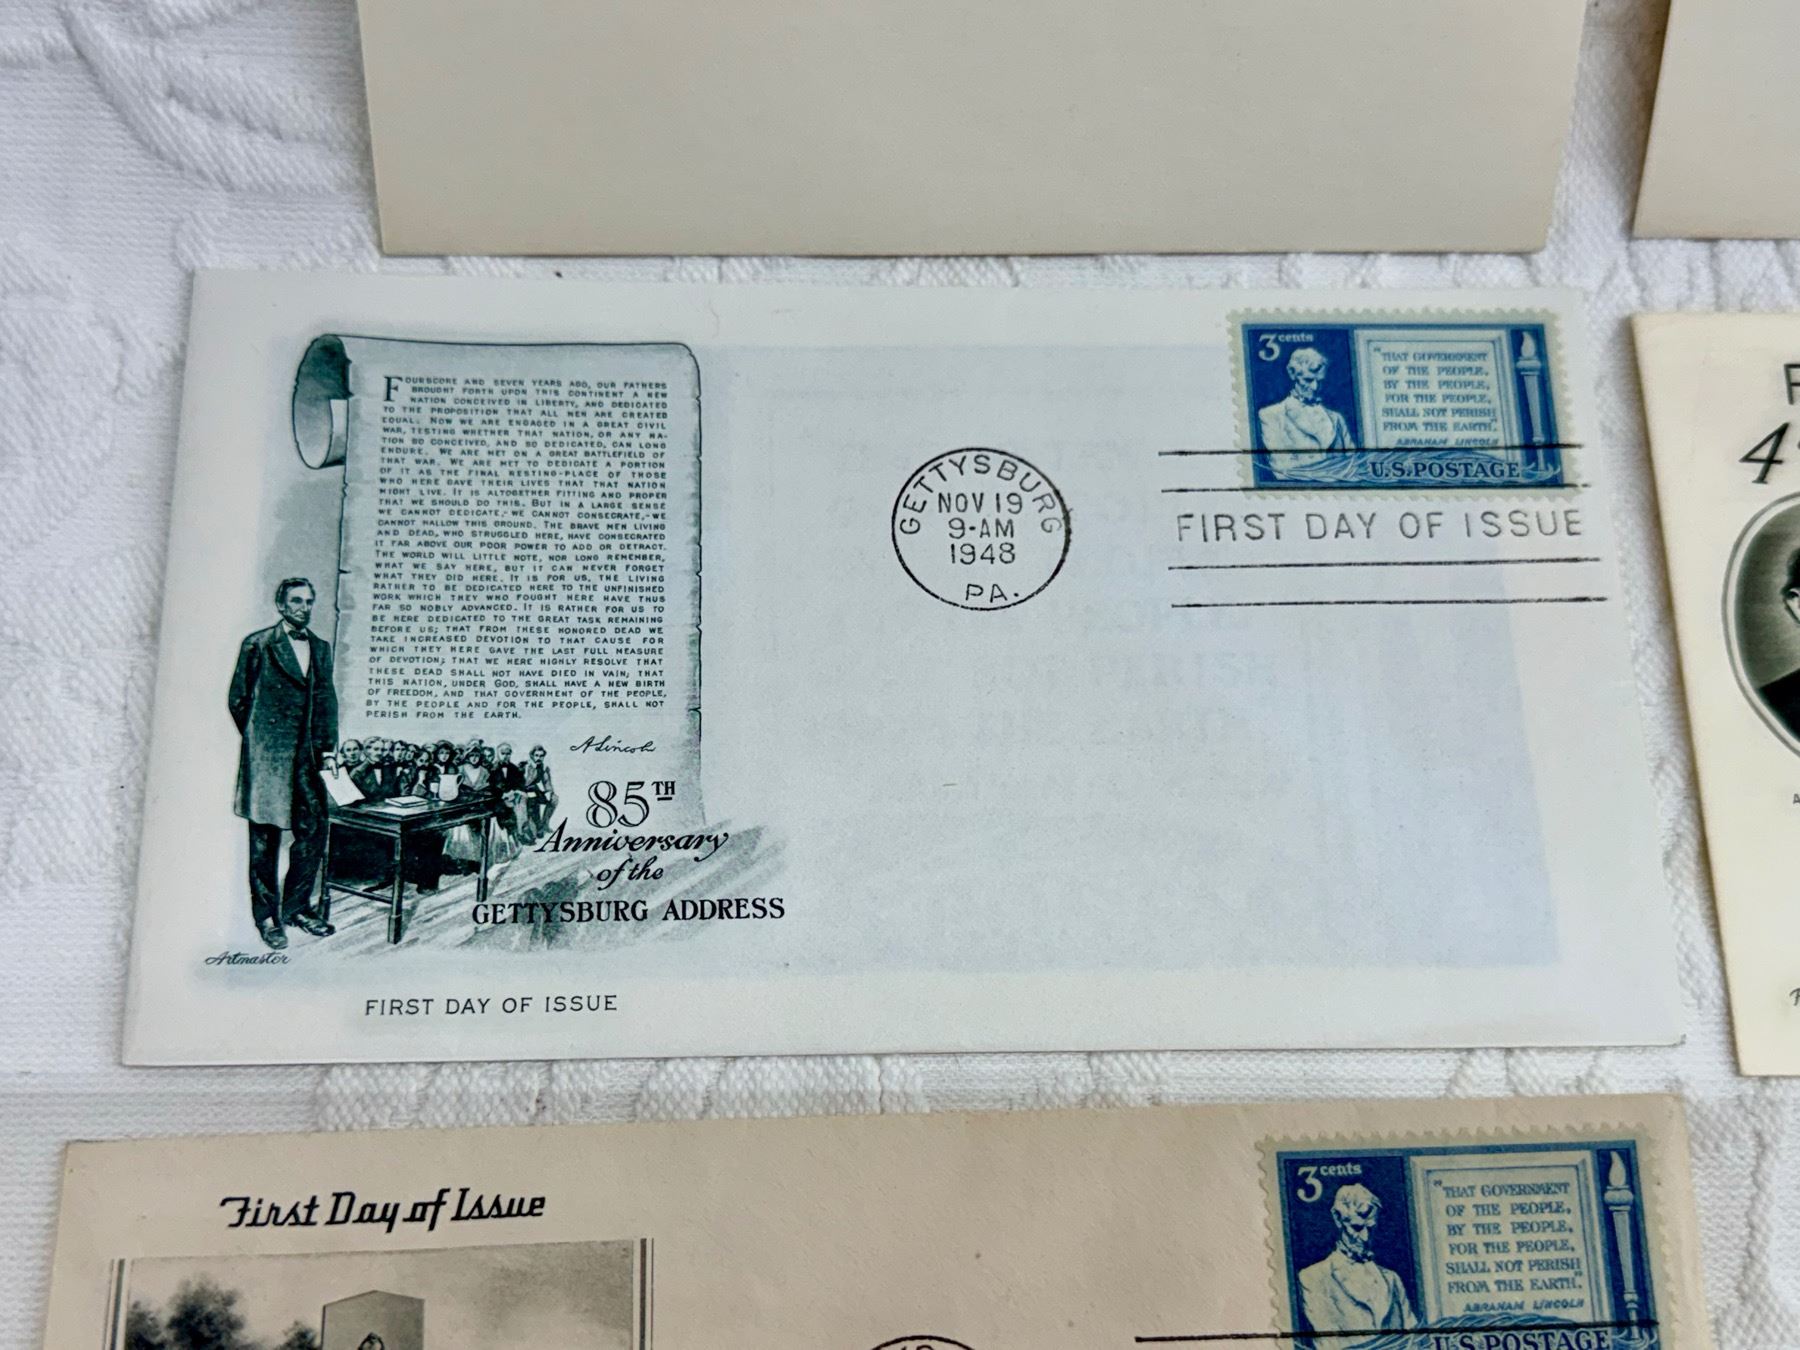 FOURSCORE AND SEVEN YEARS AGO, OUR FATHERS
BROUGHT FORTH UPON THIS CONTINENT A NEW
NATION CONCEIVED IN LIBERTY, AND DEDICATED
TO THE PROPOSITION THAT ALL MEN ARE CREATED
EQUAL. NOW WE ARE ENGAGED IN A GREAT CIVIL
WAR, TESTING WHETHER THAT NATION, OR ANY NA-
TION SO CONCEIVED, AND SO DEDICATED, CAN LONG
ENDURE. WE ARE MET ON A GREAT BATTLEFIELD OF
THAT WAR. WE ARE MET TO DEDICATE A PORTION
OF IT AS THE FINAL RESTING-PLACE OF THOSE
WHO HERE GAVE THEIR LIVES THAT THAT NATION
MIGHT LIVE. IT IS ALTOGETHER FITTING AND PROPER
THAT WE SHOULD DO THIS. BUT IN A LARGE SENSE
WE CANNOT DEDICATE,-WE CANNOT CONSECRATE,-WE
CANNOT HALLOW THIS GROUND. THE BRAVE MEN LIVING
AND DEAD, WHO STRUGGLED HERE, HAVE CONSECRATED
IT FAR ABOVE OUR POOR POWER TO ADD OR DETRACT.
THE WORLD WILL LITTLE NOTE, NOR LONG REMEMBER,
WHAT WE SAY HERE, BUT IT CAN NEVER FORGET
WHAT THEY DID HERE. IT IS FOR US, THE LIVING
RATHER TO BE DEDICATED HERE TO THE UNFINISHED
WORK WHICH THEY WHO FOUGHT HERE HAVE THUS
FAR SO NOBLY ADVANCED. IT IS RATHER FOR US TO
BE HERE DEDICATED TO THE GREAT TASK REMAINING
BEFORE US; THAT FROM THESE HONORED DEAD WE
TAKE INCREASED DEVOTION TO THAT CAUSE FOR
WHICH THEY HERE GAVE THE LAST FULL MEASURE
OF DEVOTION; THAT WE HERE HIGHLY RESOLVE THAT
THESE DEAD SHALL NOT HAVE DIED IN VAIN; THAT
THIS NATION, UNDER GOD, SHALL HAVE A NEW BIRTH
OF FREEDOM, AND THAT GOVERNMENT OF THE PEOPLE,
BY THE PEOPLE AND FOR THE PEOPLE, SHALL NOT
PERISH FROM THE EARTH.
A Lincoln
85TH
Anniversary
of the
GETTYSBURG ADDRESS
Artmaster
FIRST DAY OF ISSUE
GETTYSBURG
NOV 19
9-AM
1948
PA.
3 cents
"THAT GOVERNMENT
OF THE PEOPLE,
BY THE PEOPLE,
FOR THE PEOPLE,
SHALL NOT PERISH
FROM THE EARTH".
ABRAHAM LINCOLN
U.S. POSTAGE
FIRST DAY OF ISSUE
First Day of Issue
3 cents
"THAT GOVERNMENT
OF THE PEOPLE,
BY THE PEOPLE,
FOR THE PEOPLE,
SHALL NOT PERISH
FROM THE EARTH".
ABRAHAM LINCOLN
U.S. POSTAGE